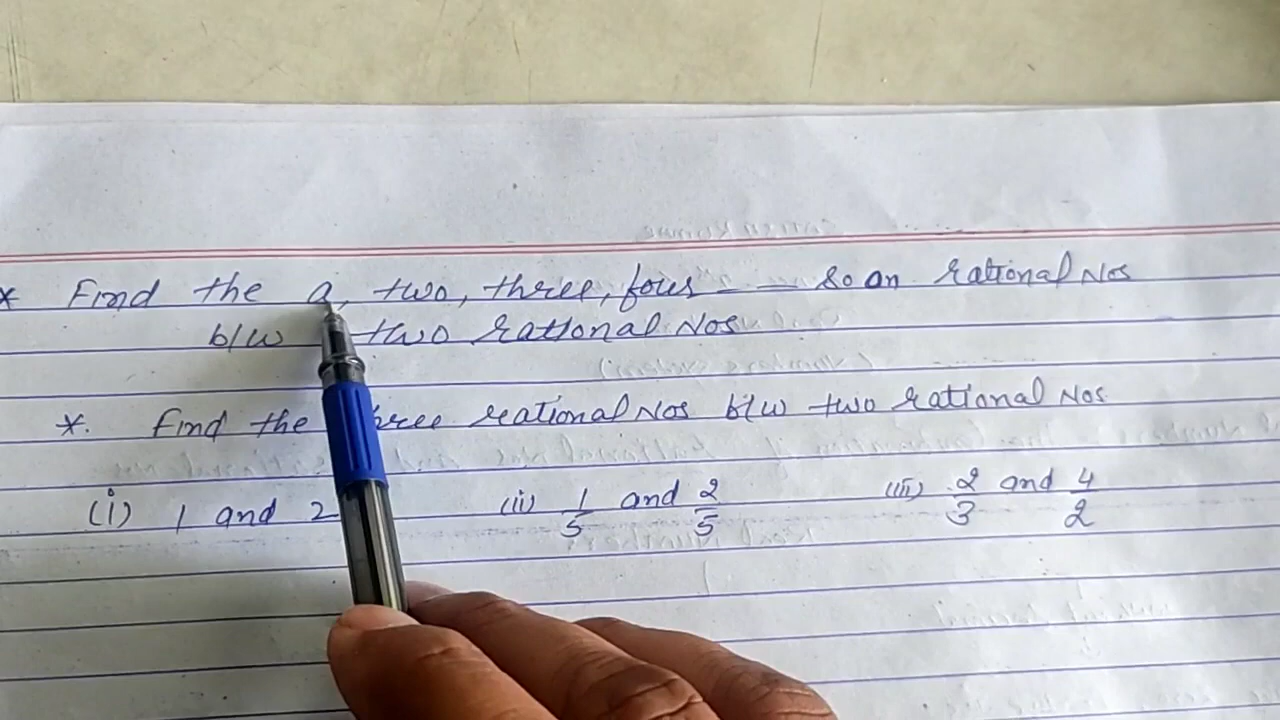 * Find the a, two, three, four - - so on rational Nos
b/w two rational Nos
*. Find the three rational Nos b/w two rational Nos
(i) 1 and 2 (ii) 1/5 and 2/5 (iii) 2/3 and 4/2